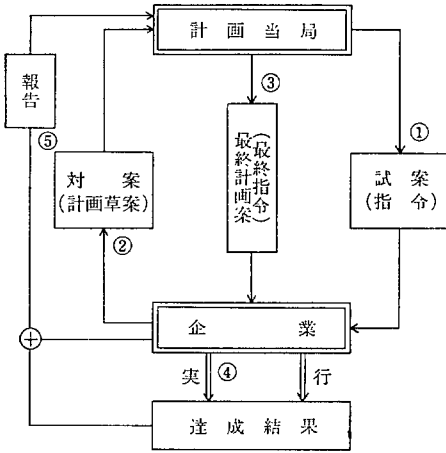 計画当局
報告
⑤
③
①
対案
(計画草案)
②
最終計画案
(最終指令)
試案
(指令)
企業
実 ④ 行
達成結果